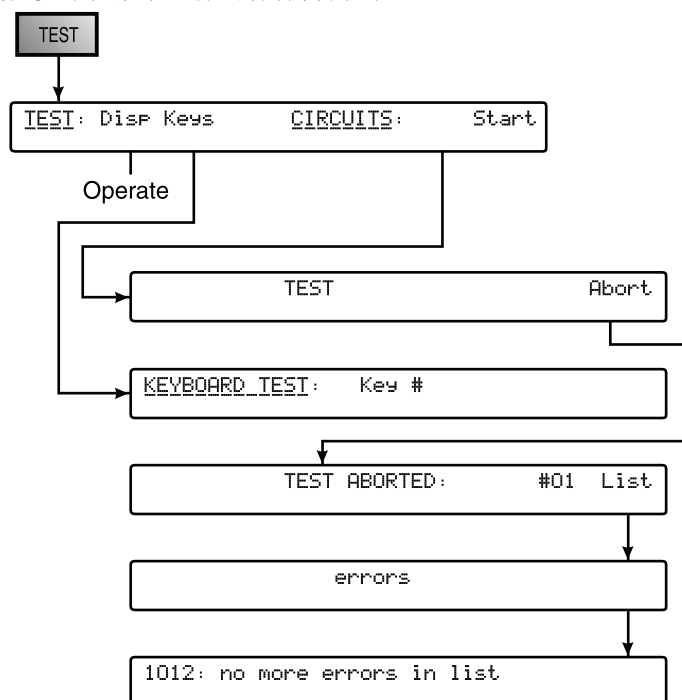 TEST
TEST: Disp Keys CIRCUITS: Start
Operate
TEST Abort
KEYBOARD TEST: Key #
TEST ABORTED: #01 List
errors
1012: no more errors in list